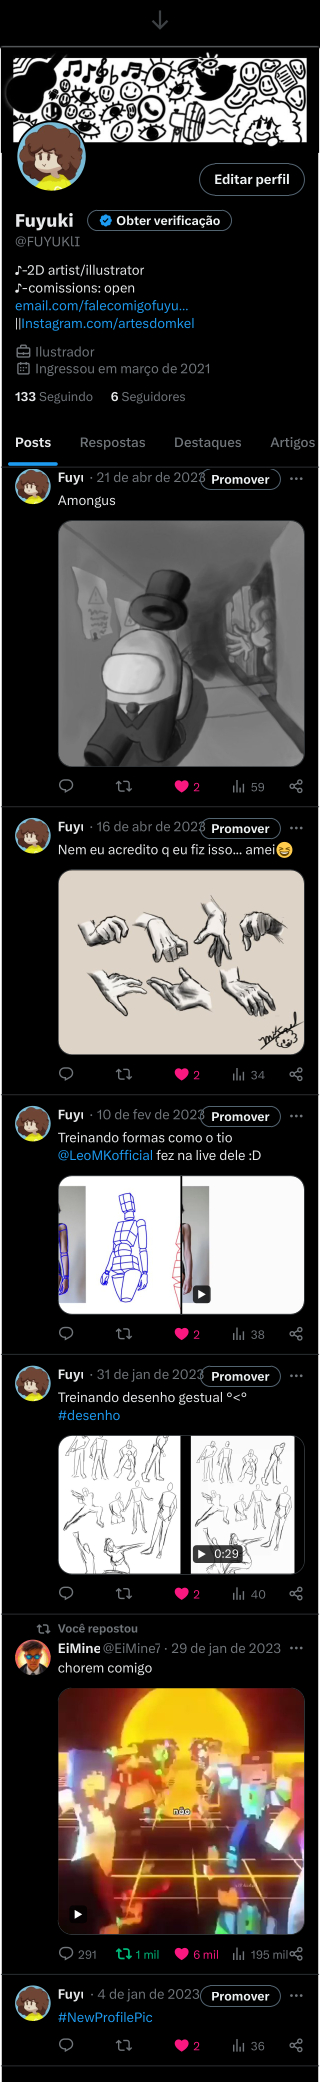 Editar perfil
Fuyuki
Obter verificação
@FUYUKlI
♪-2D artist/illustrator
♪-comissions: open
email.com/falecomigofuyu...
||Instagram.com/artesdomkel
Ilustrador
Ingressou em março de 2021
133 Seguindo 6 Seguidores
Posts Respostas Destaques Artigos
Fuyu · 21 de abr de 2023 Promover
Amongus
2 59
Fuyu · 16 de abr de 2023 Promover
Nem eu acredito q eu fiz isso... amei😆
2 34
Fuyu · 10 de fev de 2023 Promover
Treinando formas como o tio
@LeoMKofficial fez na live dele :D
2 38
Fuyu · 31 de jan de 2023 Promover
Treinando desenho gestual °<°
#desenho
0:29
2 40
Você repostou
EiMine @EiMine7 · 29 de jan de 2023
chorem comigo
não
291 1 mil 6 mil 195 mil
Fuyu · 4 de jan de 2023 Promover
#NewProfilePic
2 36